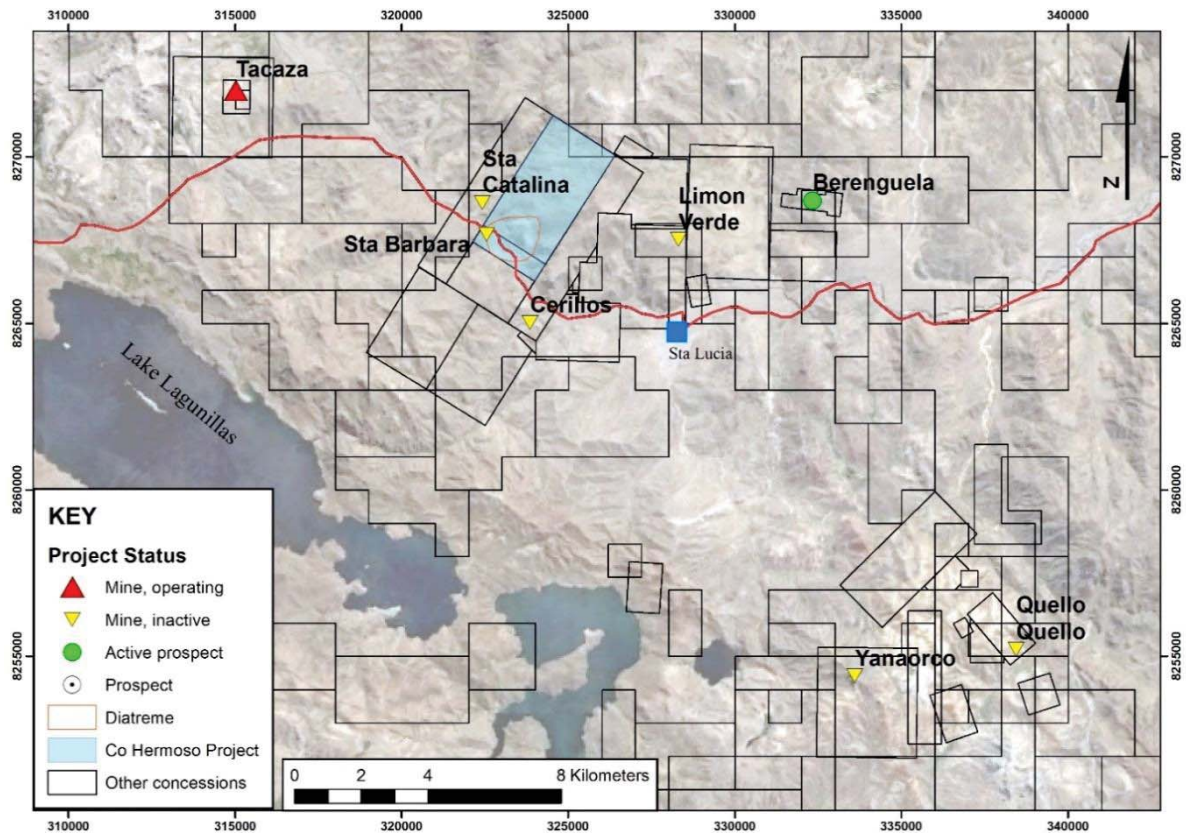 310000 315000 320000 325000 330000 335000 340000
Tacaza
8270000
8270000
Sta
Catalina
Berenguela
Limon
Verde
Sta Barbara
N
Cerillos
8265000
8265000
Sta Lucia
Lake Lagunillas
8260000
8260000
KEY
Project Status
Mine, operating
Mine, inactive
Active prospect
Prospect
Diatreme
Co Hermoso Project
Other concessions
Quello
Quello
Yanaorco
8255000
8255000
0 2 4 8 Kilometers
310000 315000 320000 325000 330000 335000 340000